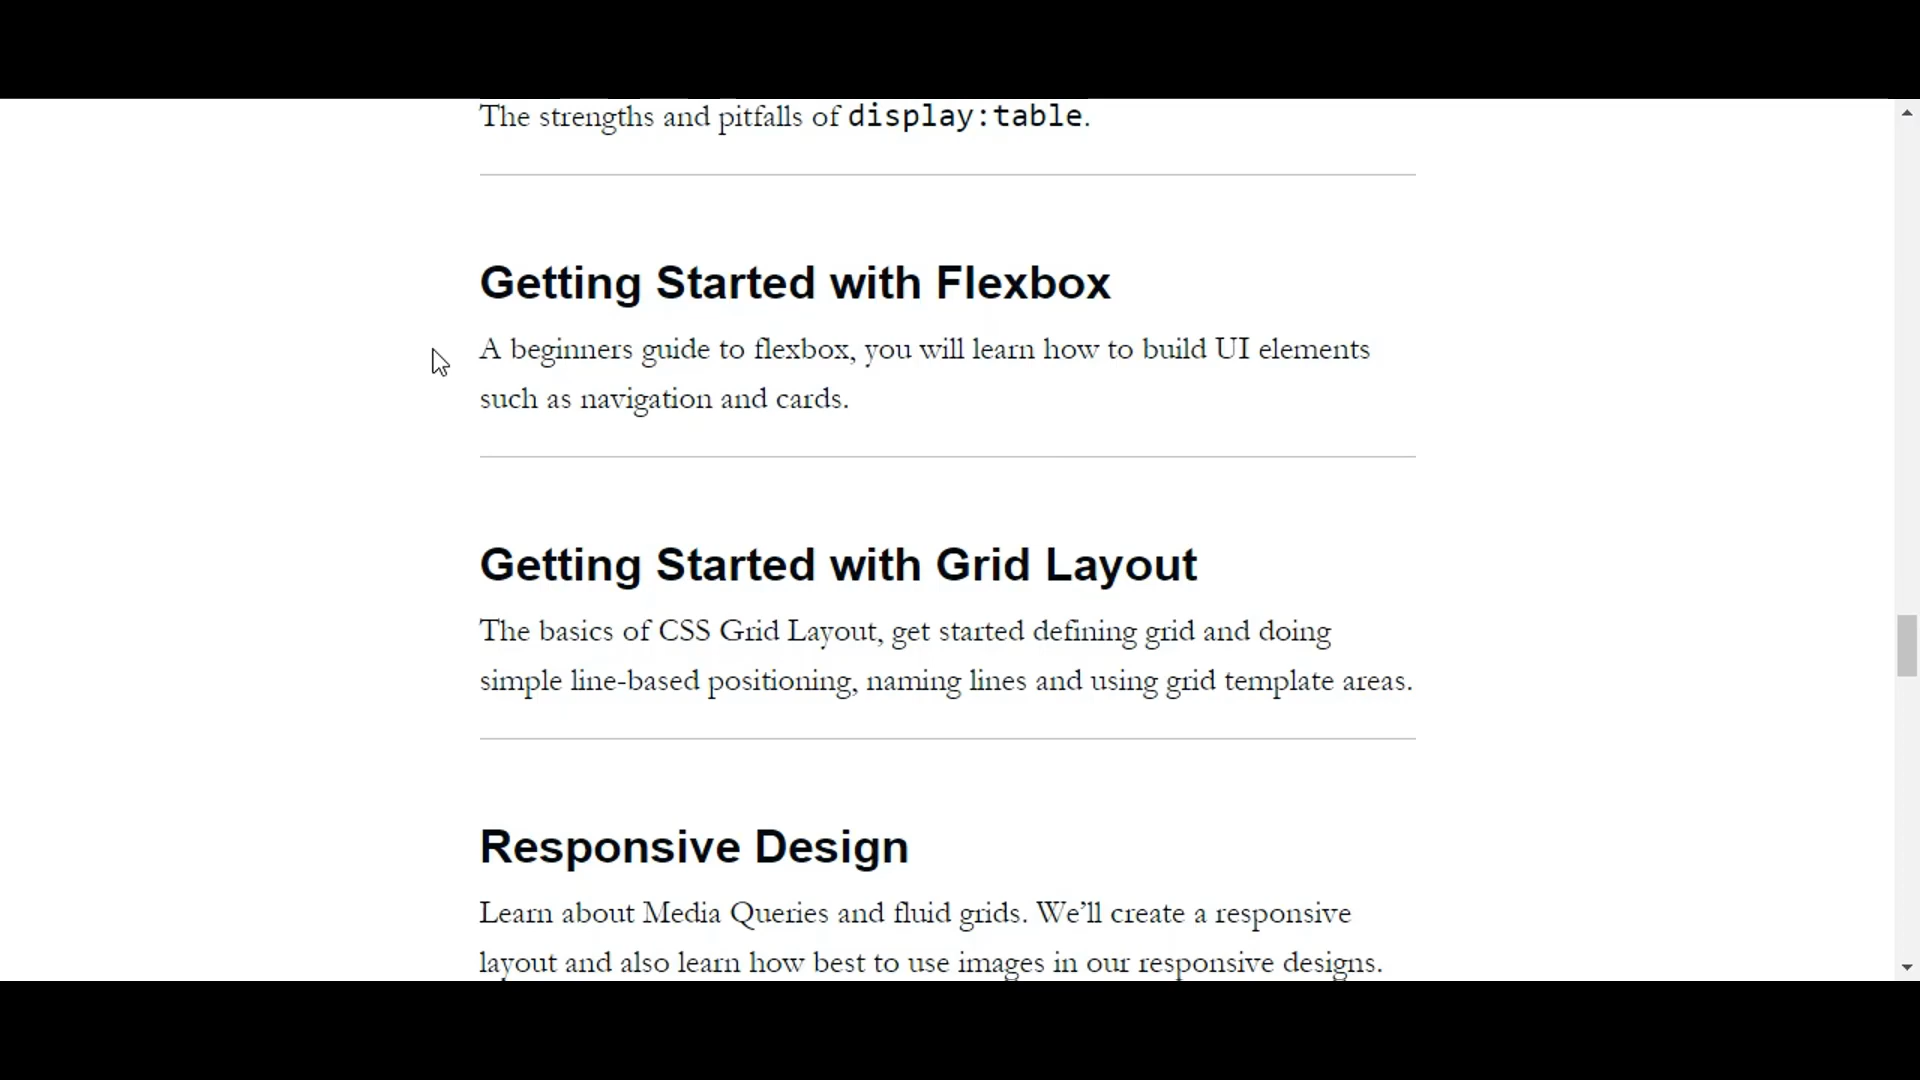 The strengths and pitfalls of display:table.
Getting Started with Flexbox
A beginners guide to flexbox, you will learn how to build UI elements
such as navigation and cards.
Getting Started with Grid Layout
The basics of CSS Grid Layout, get started defining grid and doing
simple line-based positioning, naming lines and using grid template areas.
Responsive Design
Learn about Media Queries and fluid grids. We’ll create a responsive
layout and also learn how best to use images in our responsive designs.